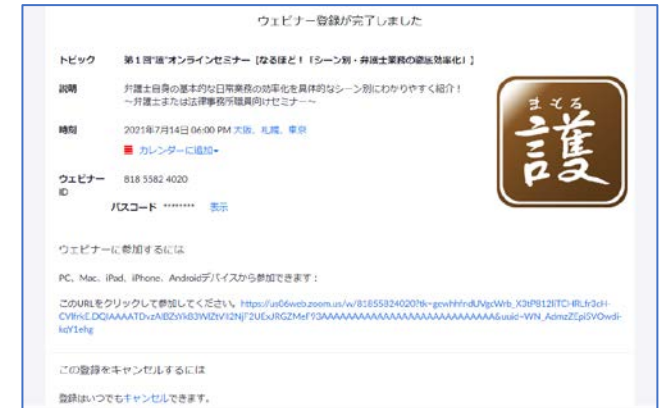 ウェビナー登録が完了しました
トピック 第1回"護"オンラインセミナー【なるほど!「シーン別・弁護士業務の徹底効率化」】
説明 弁護士自身の基本的な日常業務の効率化を具体的なシーン別にわかりやすく紹介!
~弁護士または法律事務所職員向けセミナー~
時刻 2021年7月14日 06:00 PM 大阪、札幌、東京
カレンダーに追加
ウェビナー 818 5582 4020
ID
パスコード ******** 表示
まもる
護
ウェビナーに参加するには
PC、Mac、iPad、iPhone、Androidデバイスから参加できます:
このURLをクリックして参加してください。https://us06web.zoom.us/w/81855824020?tk=
この登録をキャンセルするには
登録はいつでもキャンセルできます。